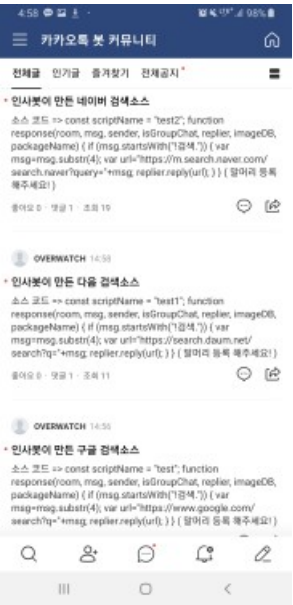 4:58
98%
카카오톡 봇 커뮤니티
전체글 인기글 즐겨찾기 전체공지
인사봇이 만든 네이버 검색소스
소스 코드 => const scriptName = "test2"; function
response(room, msg, sender, isGroupChat, replier, imageDB,
packageName) { if (msg.startsWith("!검색.")) { var
msg=msg.substr(4); var url="https://m.search.naver.com/
search.naver?query="+msg; replier.reply(url); } } ( 말머리 등록
해주세요! )
좋아요 0 · 댓글 1 · 조회 19
OVERWATCH 14:58
인사봇이 만든 다음 검색소스
소스 코드 => const scriptName = "test1"; function
response(room, msg, sender, isGroupChat, replier, imageDB,
packageName) { if (msg.startsWith("!검색.")) { var
msg=msg.substr(4); var url="https://search.daum.net/
search?q="+msg; replier.reply(url); } } ( 말머리 등록 해주세요! )
좋아요 0 · 댓글 1 · 조회 11
OVERWATCH 14:56
인사봇이 만든 구글 검색소스
소스 코드 => const scriptName = "test"; function
response(room, msg, sender, isGroupChat, replier, imageDB,
packageName) { if (msg.startsWith("!검색.")) { var
msg=msg.substr(4); var url="https://www.google.com/
search?q="+msg; replier.reply(url); } } ( 말머리 등록 해주세요! )